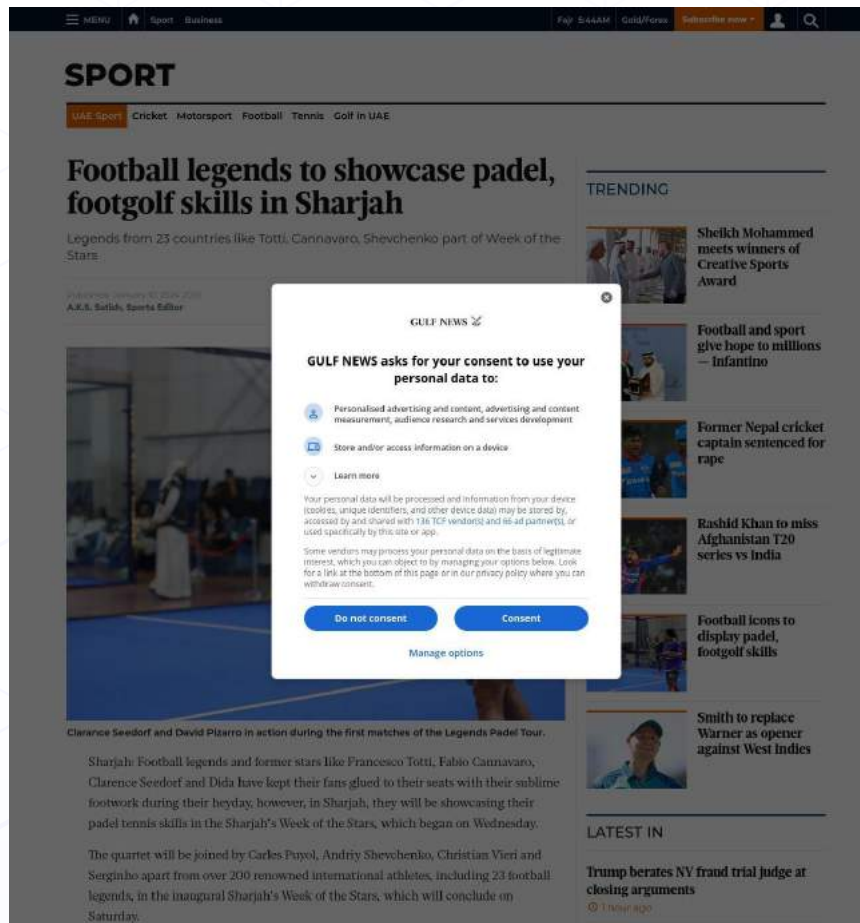 MENU Sport Business Fajr 5:44AM Gold/Forex Subscribe now
SPORT
UAE Sport Cricket Motorsport Football Tennis Golf in UAE
Football legends to showcase padel,
footgolf skills in Sharjah
Legends from 23 countries like Totti, Cannavaro, Shevchenko part of Week of the
Stars
A.K.S. Satish, Sports Editor
GULF NEWS
GULF NEWS asks for your consent to use your
personal data to:
Personalised advertising and content, advertising and content
measurement, audience research and services development
Store and/or access information on a device
Learn more
Your personal data will be processed and information from your device
(cookies, unique identifiers, and other device data) may be stored by,
accessed by and shared with 136 TCF vendor(s) and 66 ad partner(s), or
used specifically by this site or app.
Some vendors may process your personal data on the basis of legitimate
interest, which you can object to by managing your options below. Look
for a link at the bottom of this page or in our privacy policy where you can
withdraw consent.
Do not consent Consent
Manage options
Clarance Seedorf and David Pizarro in action during the first matches of the Legends Padel Tour.
Sharjah: Football legends and former stars like Francesco Totti, Fabio Cannavaro,
Clarence Seedorf and Dida have kept their fans glued to their seats with their sublime
footwork during their heyday, however, in Sharjah, they will be showcasing their
padel tennis skills in the Sharjah's Week of the Stars, which began on Wednesday.
The quartet will be joined by Carles Puyol, Andriy Shevchenko, Christian Vieri and
Serginho apart from over 200 renowned international athletes, including 23 football
legends, in the inaugural Sharjah's Week of the Stars, which will conclude on
Saturday.
TRENDING
Sheikh Mohammed
meets winners of
Creative Sports
Award
Football and sport
give hope to millions
— Infantino
Former Nepal cricket
captain sentenced for
rape
Rashid Khan to miss
Afghanistan T20
series vs India
Football icons to
display padel,
footgolf skills
Smith to replace
Warner as opener
against West Indies
LATEST IN
Trump berates NY fraud trial judge at
closing arguments
1 hour ago